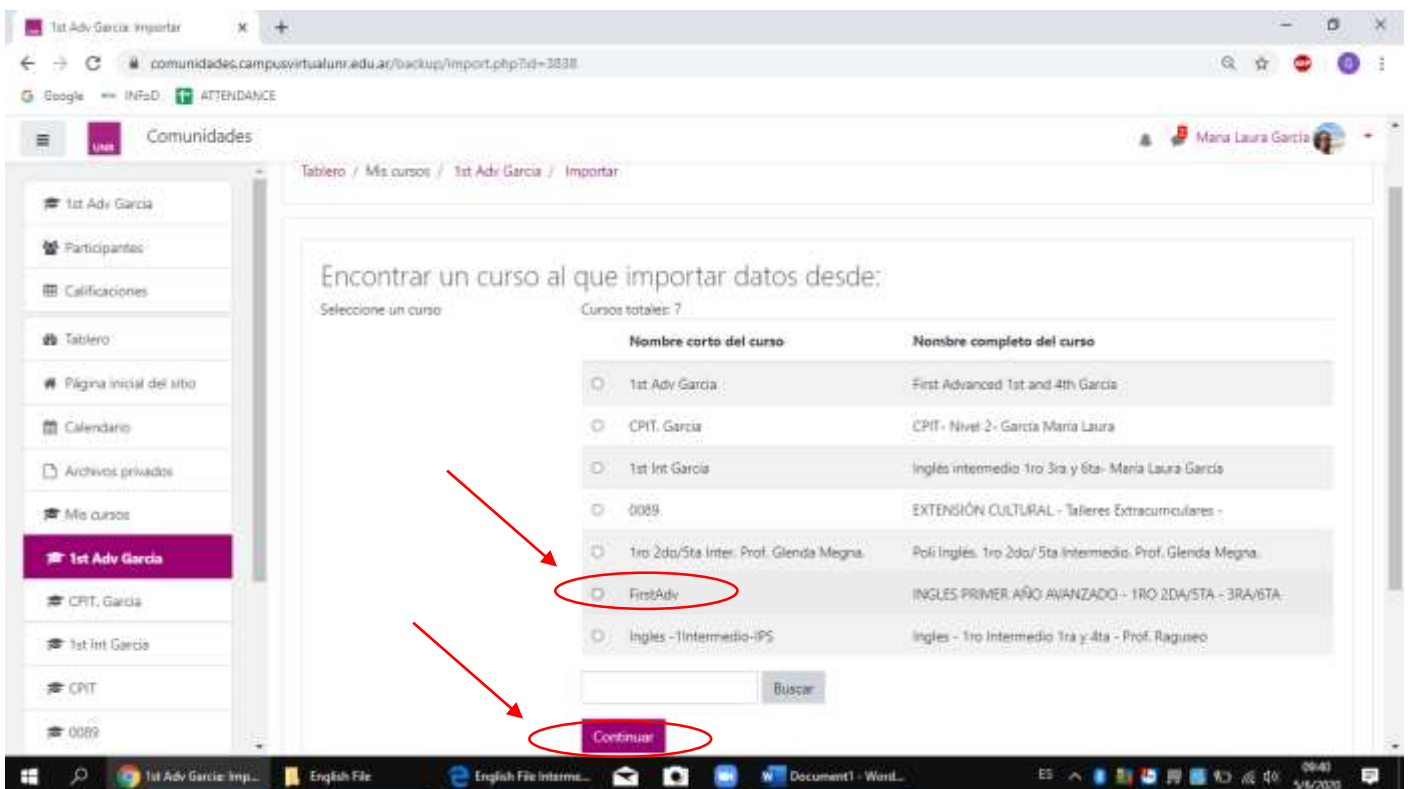 1st Adv Garcia: Importar
comunidades.campusvirtualunr.edu.ar/backup/import.php?id=3838
Google INFoD ATTENDANCE
UNR Comunidades Maria Laura Garcia
Tablero / Mis cursos / 1st Adv Garcia / Importar
1st Adv Garcia
Participantes
Calificaciones
Tablero
Página inicial del sitio
Calendario
Archivos privados
Mis cursos
1st Adv Garcia
CPIT. Garcia
1st Int Garcia
CPIT
0089
Encontrar un curso al que importar datos desde:
Seleccione un curso Cursos totales: 7
Nombre corto del curso Nombre completo del curso
1st Adv Garcia First Advanced 1st and 4th Garcia
CPIT. Garcia CPIT- Nivel 2- García María Laura
1st Int Garcia Inglés intermedio 1ro 3ra y 6ta- María Laura García
0089 EXTENSIÓN CULTURAL - Talleres Extracurriculares -
1ro 2do/5ta Inter. Prof. Glenda Megna. Poli Inglés. 1ro 2do/ 5ta Intermedio. Prof. Glenda Megna.
FirstAdv INGLES PRIMER AÑO AVANZADO - 1RO 2DA/5TA - 3RA/6TA
Ingles -1Intermedio-IPS Ingles - 1ro Intermedio 1ra y 4ta - Prof. Raguseo
Buscar
Continuar
1st Adv Garcia: Imp... English File English File Interme... Document1 - Word... ES 09:40
5/6/2020